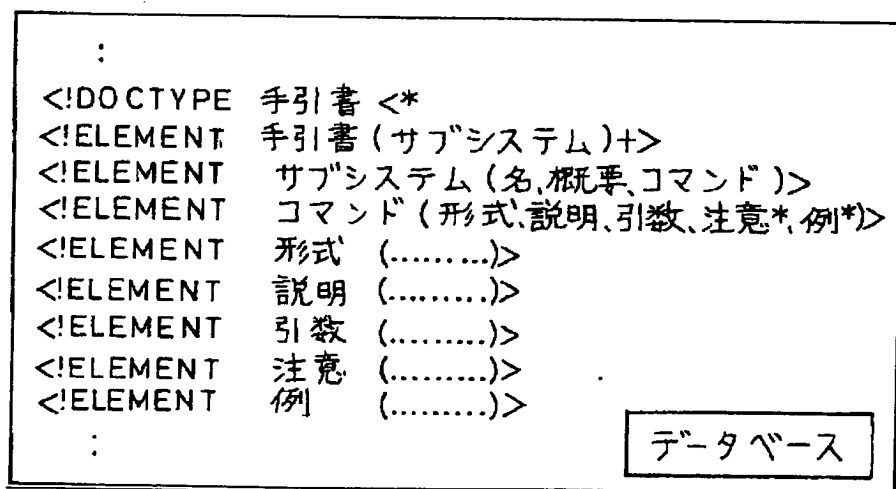 :
<!DOCTYPE 手引書 <*
<!ELEMENT 手引書(サブシステム)+>
<!ELEMENT サブシステム(名、概要、コマンド)>
<!ELEMENT コマンド(形式、説明、引数、注意*、例*)>
<!ELEMENT 形式 (.........)>
<!ELEMENT 説明 (.........)>
<!ELEMENT 引数 (.........)>
<!ELEMENT 注意 (.........)>
<!ELEMENT 例 (.........)>
:
データベース